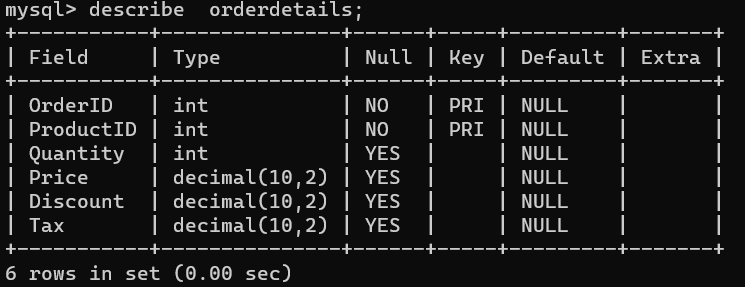 mysql> describe  orderdetails;
+-----------+---------------+------+-----+---------+-------+
| Field     | Type          | Null | Key | Default | Extra |
+-----------+---------------+------+-----+---------+-------+
| OrderID   | int           | NO   | PRI | NULL    |       |
| ProductID | int           | NO   | PRI | NULL    |       |
| Quantity  | int           | YES  |     | NULL    |       |
| Price     | decimal(10,2) | YES  |     | NULL    |       |
| Discount  | decimal(10,2) | YES  |     | NULL    |       |
| Tax       | decimal(10,2) | YES  |     | NULL    |       |
+-----------+---------------+------+-----+---------+-------+
6 rows in set (0.00 sec)